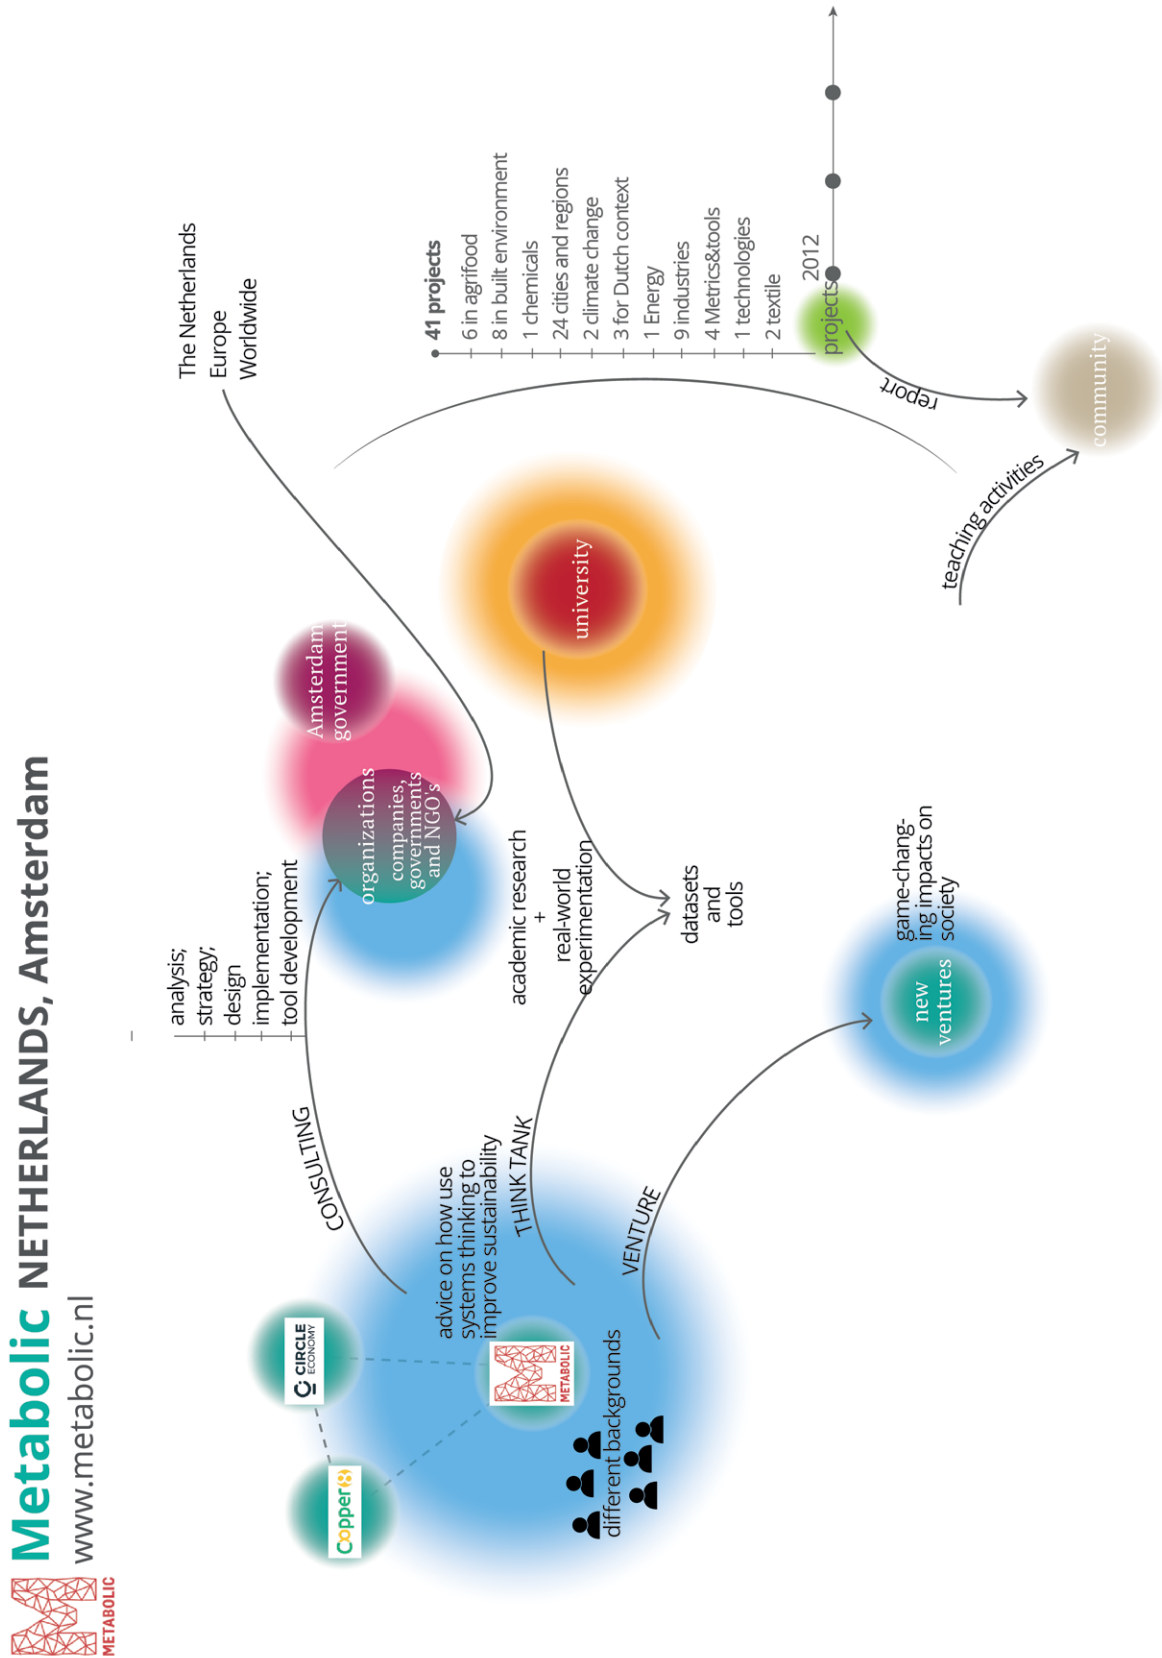 METABOLIC
Metabolic NETHERLANDS, Amsterdam
www.metabolic.nl
Copper8
CIRCLE
ECONOMY
METABOLIC
different backgrounds
advice on how use
systems thinking to
improve sustainability
CONSULTING
THINK TANK
VENTURE
analysis;
strategy;
design
implementation;
tool development
organizations
companies,
governments
and NGO's
Amsterdam
government
The Netherlands
Europe
Worldwide
academic research
+
real-world
experimentation
datasets
and
tools
university
new
ventures
game-chang-
ing impacts on
society
41 projects
6 in agrifood
8 in built environment
1 chemicals
24 cities and regions
2 climate change
3 for Dutch context
1 Energy
9 industries
4 Metrics&tools
1 technologies
2 textile
projects
2012
report
teaching activities
community